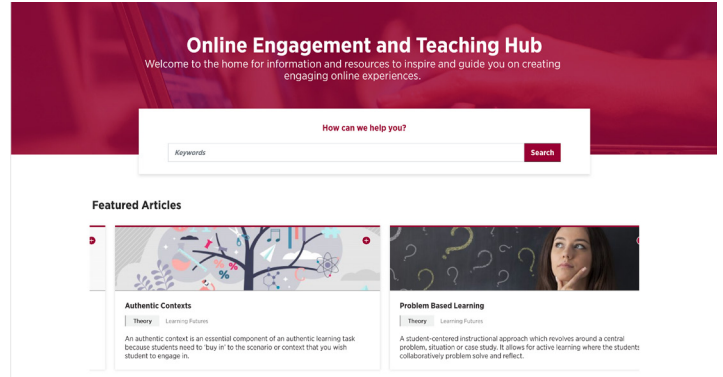 Online Engagement and Teaching Hub
Welcome to the home for information and resources to inspire and guide you on creating
engaging online experiences.
How can we help you?
Keywords
Search
Featured Articles
Authentic Contexts
Theory Learning Futures
An authentic context is an essential component of an authentic learning task
because students need to 'buy in' to the scenario or context that you wish
student to engage in.
Problem Based Learning
Theory Learning Futures
A student-centered instructional approach which revolves around a central
problem, situation or case study. It allows for active learning where the students
collaboratively problem solve and reflect.